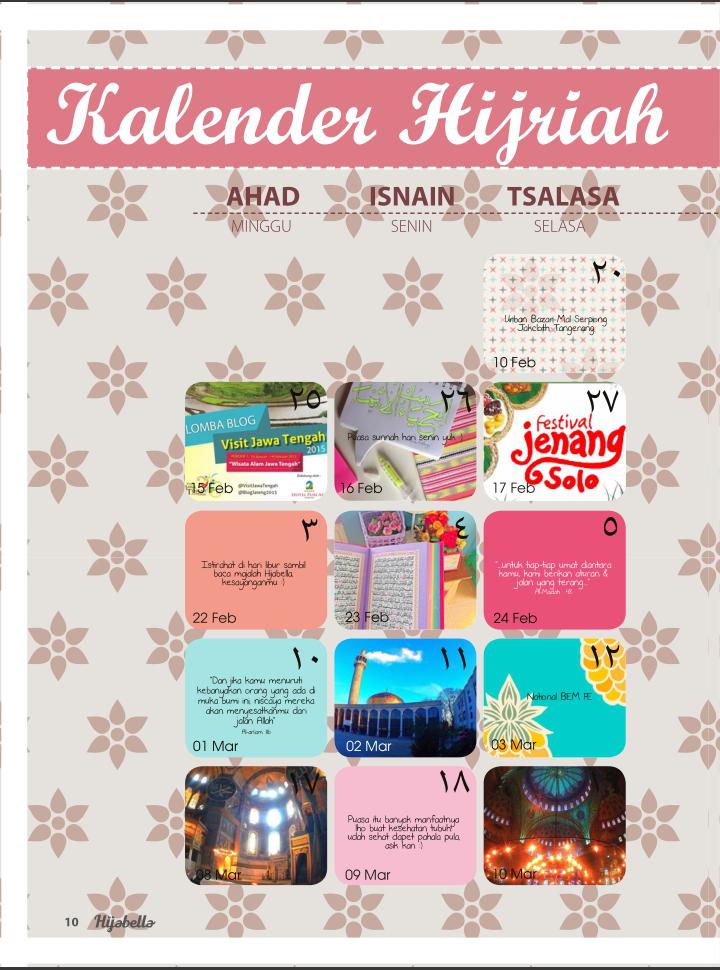 Kalender Hijriah
AHAD ISNAIN TSALASA
MINGGU SENIN SELASA
٢٠
Urban Bazar-Mal Serpong
Jakcloth Tangerang
10 Feb
٢٥
LOMBA BLOG
Visit Jawa Tengah
2015
"Wisata Alam Jawa Tengah"
@VisitJawaTengah
@BlogJateng2015
15 Feb
٢٦
Puasa sunnah hari senin yuk :)
16 Feb
٢٧
Festival
jenang
Solo
17 Feb
٣
Istirahat di hari libur sambil
baca majalah Hijabella
kesayanganmu :)
22 Feb
٤
23 Feb
٥
"...untuk tiap-tiap umat diantara
kamu, kami berikan aturan &
jalan yang terang..."
Al-Maidah : 48
24 Feb
١٠
"Dan jika kamu menuruti
kebanyakan orang yang ada di
muka bumi ini, niscaya mereka
akan menyesatkanmu dari
jalan Allah"
Al-an'am: 116
01 Mar
١١
02 Mar
١٢
National BEM FE
03 Mar
١٧
08 Mar
١٨
Puasa itu banyak manfaatnya
lho buat kesehatan tubuh!"
udah sehat dapet pahala pula,
asik kan :)
09 Mar
10 Mar
10 Hijabella